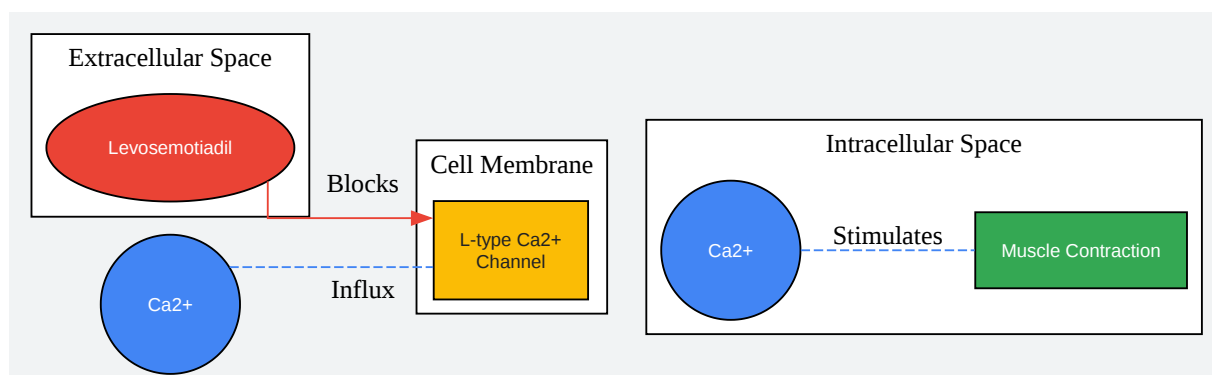 Extracellular Space
Levosemotiadil
Blocks
Cell Membrane
L-type Ca2+
Channel
Ca2+
Influx
Intracellular Space
Ca2+
Stimulates
Muscle Contraction